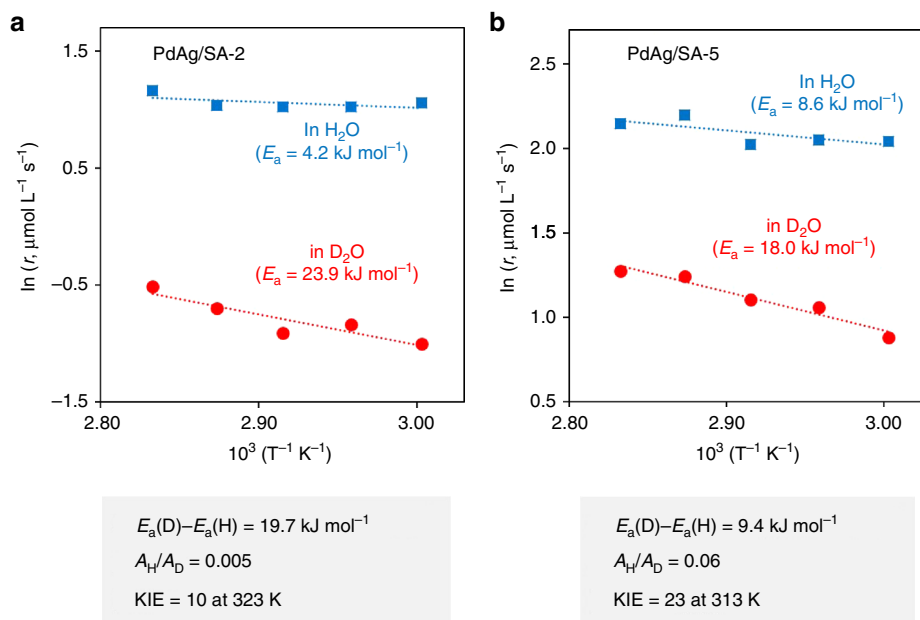 a
PdAg/SA-2
ln (r, μmol L⁻¹ s⁻¹)
1.5
0.5
−0.5
−1.5
In H₂O
(Eₐ = 4.2 kJ mol⁻¹)
in D₂O
(Eₐ = 23.9 kJ mol⁻¹)
2.80
2.90
3.00
10³ (T⁻¹ K⁻¹)
Eₐ(D)−Eₐ(H) = 19.7 kJ mol⁻¹
A_H/A_D = 0.005
KIE = 10 at 323 K
b
PdAg/SA-5
ln (r, μmol L⁻¹ s⁻¹)
2.5
2.0
1.5
1.0
0.5
In H₂O
(Eₐ = 8.6 kJ mol⁻¹)
in D₂O
(Eₐ = 18.0 kJ mol⁻¹)
2.80
2.90
3.00
10³ (T⁻¹ K⁻¹)
Eₐ(D)−Eₐ(H) = 9.4 kJ mol⁻¹
A_H/A_D = 0.06
KIE = 23 at 313 K